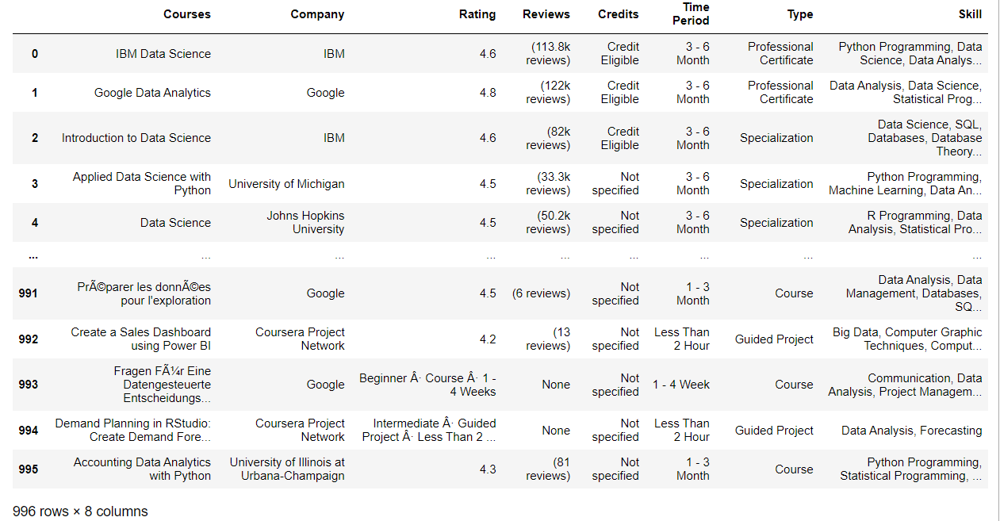 Courses Company Rating Reviews Credits Time Period Type Skill
0 IBM Data Science IBM 4.6 (113.8k reviews) Credit Eligible 3 - 6 Month Professional Certificate Python Programming, Data Science, Data Analys...
1 Google Data Analytics Google 4.8 (122k reviews) Credit Eligible 3 - 6 Month Professional Certificate Data Analysis, Data Science, Statistical Prog...
2 Introduction to Data Science IBM 4.6 (82k reviews) Credit Eligible 3 - 6 Month Specialization Data Science, SQL, Databases, Database Theory...
3 Applied Data Science with Python University of Michigan 4.5 (33.3k reviews) Not specified 3 - 6 Month Specialization Python Programming, Machine Learning, Data An...
4 Data Science Johns Hopkins University 4.5 (50.2k reviews) Not specified 3 - 6 Month Specialization R Programming, Data Analysis, Statistical Pro...
... ... ... ... ... ... ... ... ...
991 PrÃ©parer les donnÃ©es pour l'exploration Google 4.5 (6 reviews) Not specified 1 - 3 Month Course Data Analysis, Data Management, Databases, SQ...
992 Create a Sales Dashboard using Power BI Coursera Project Network 4.2 (13 reviews) Not specified Less Than 2 Hour Guided Project Big Data, Computer Graphic Techniques, Comput...
993 Fragen FÃ¼r Eine Datengesteuerte Entscheidungs... Google Beginner Â· Course Â· 1 - 4 Weeks None Not specified 1 - 4 Week Course Communication, Data Analysis, Project Managem...
994 Demand Planning in RStudio: Create Demand Fore... Coursera Project Network Intermediate Â· Guided Project Â· Less Than 2 ... None Not specified Less Than 2 Hour Guided Project Data Analysis, Forecasting
995 Accounting Data Analytics with Python University of Illinois at Urbana-Champaign 4.3 (81 reviews) Not specified 1 - 3 Month Course Python Programming, Statistical Programming, ...
996 rows × 8 columns